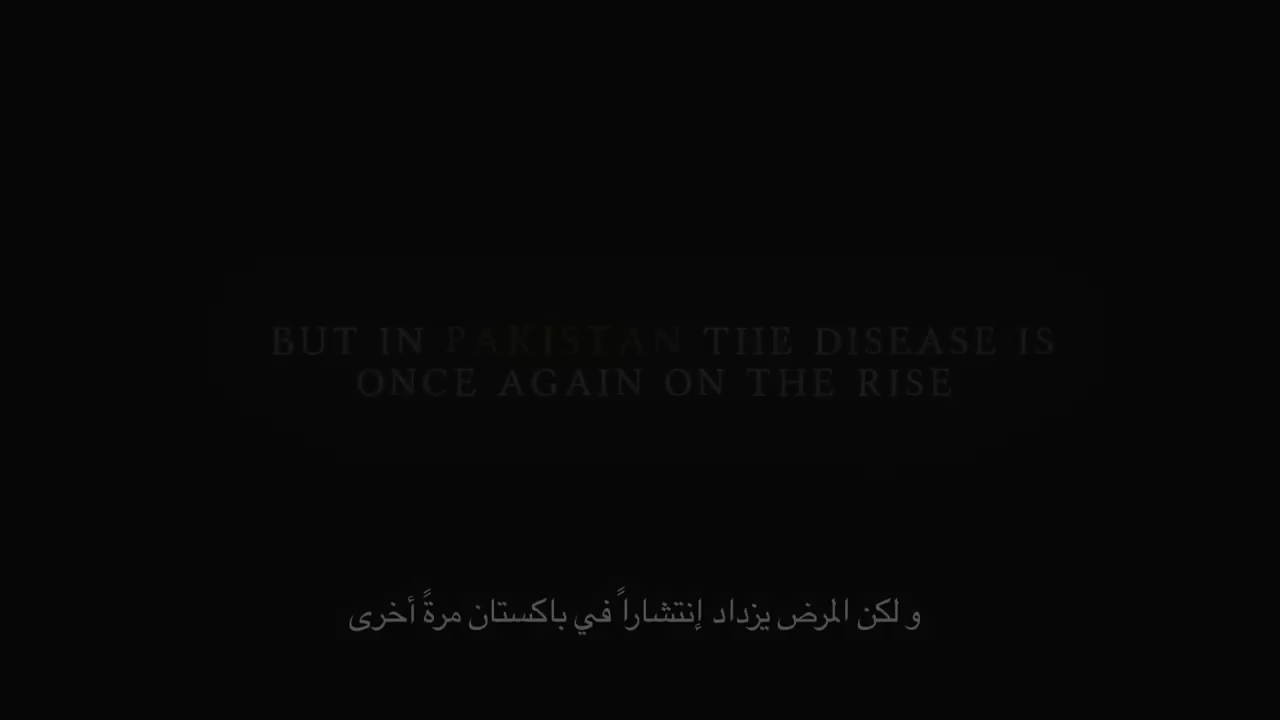 BUT IN PAKISTAN THE DISEASE IS
ONCE AGAIN ON THE RISE
و لكن المرض يزداد إنتشاراً في باكستان مرةً أخرى